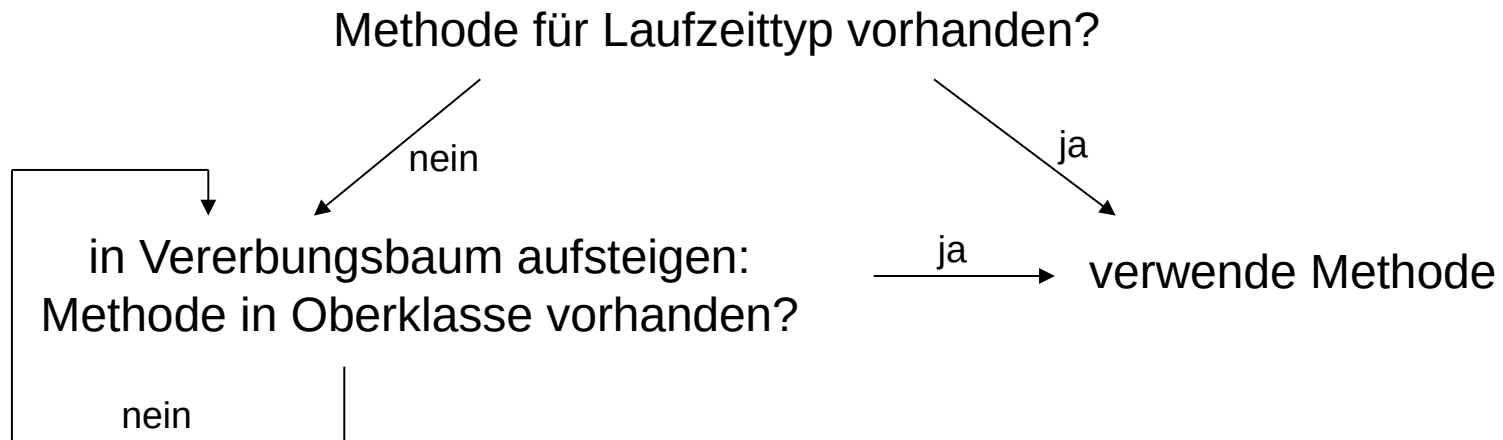 Methode für Laufzeittyp vorhanden?
nein
ja
in Vererbungsbaum aufsteigen:
Methode in Oberklasse vorhanden?
ja
verwende Methode
nein